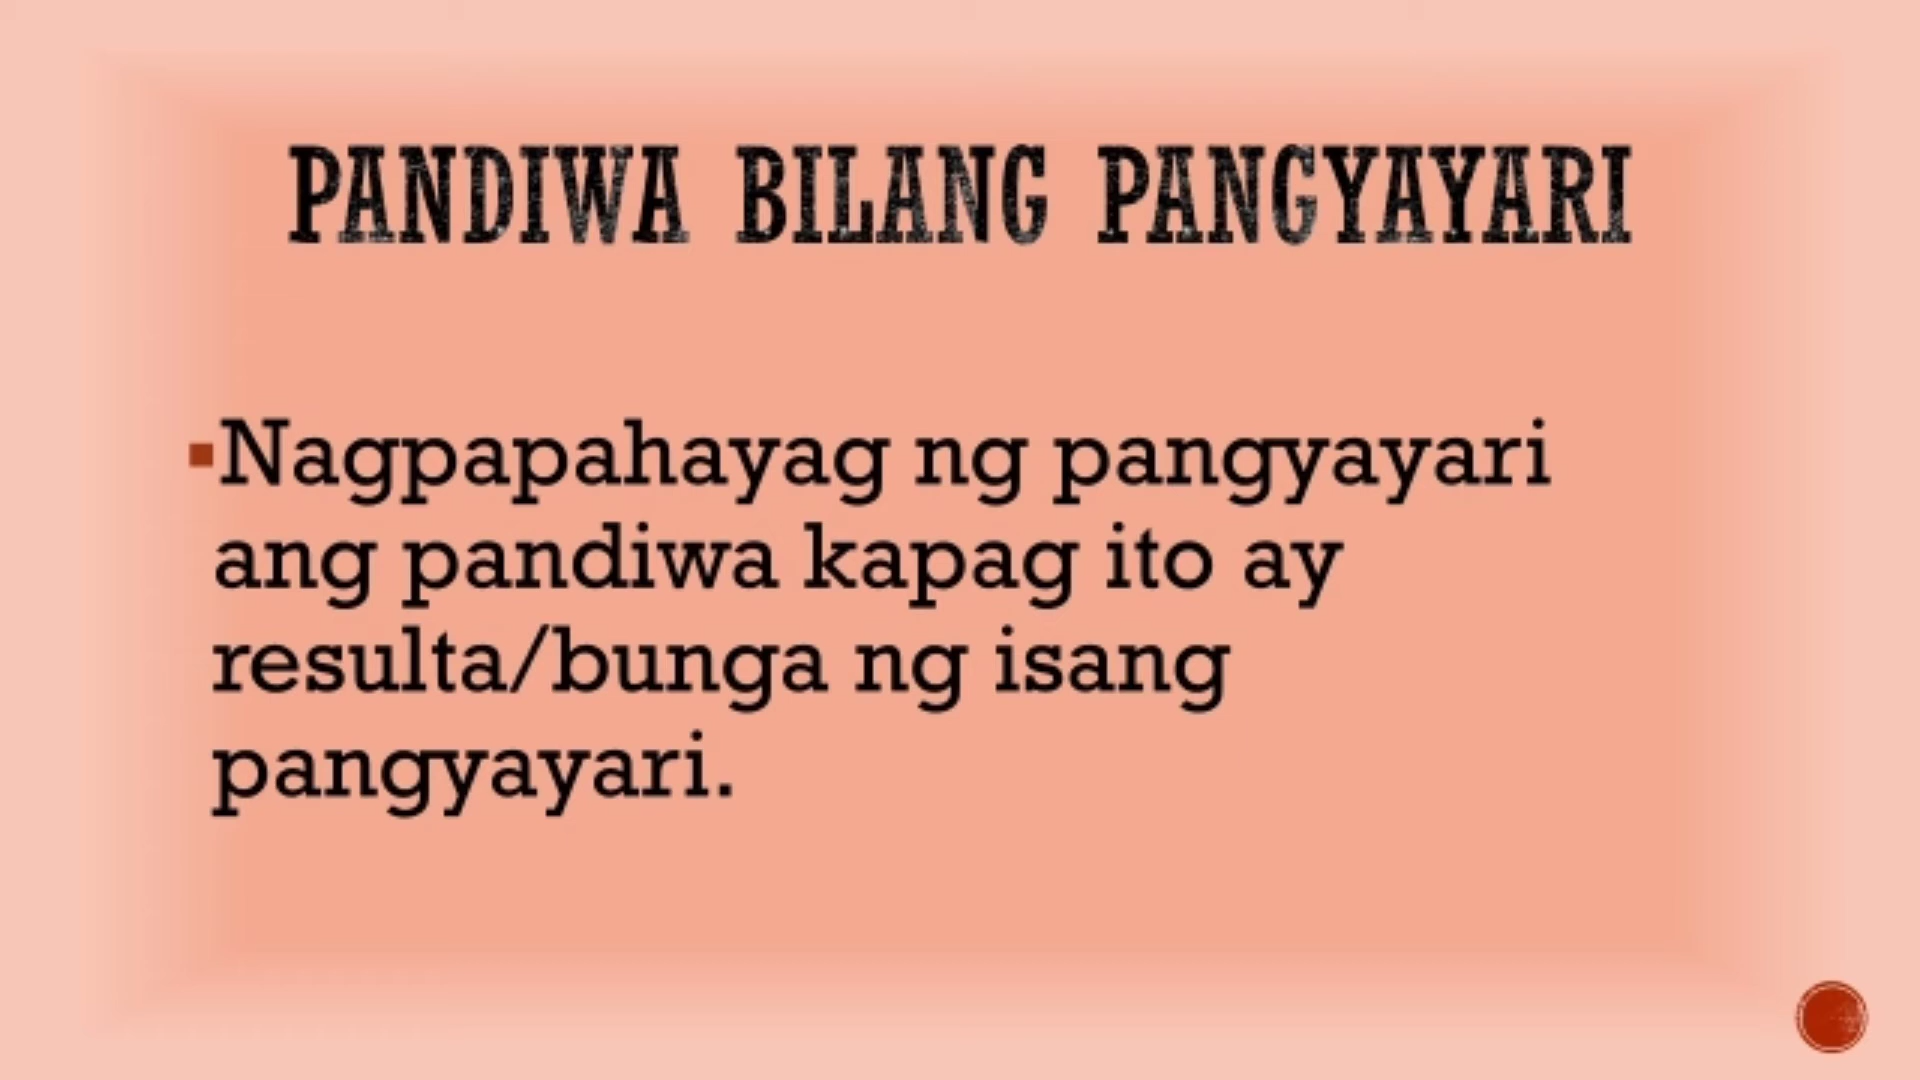 PANDIWA BILANG PANGYAYARI
▪Nagpapahayag ng pangyayari
ang pandiwa kapag ito ay
resulta/bunga ng isang
pangyayari.